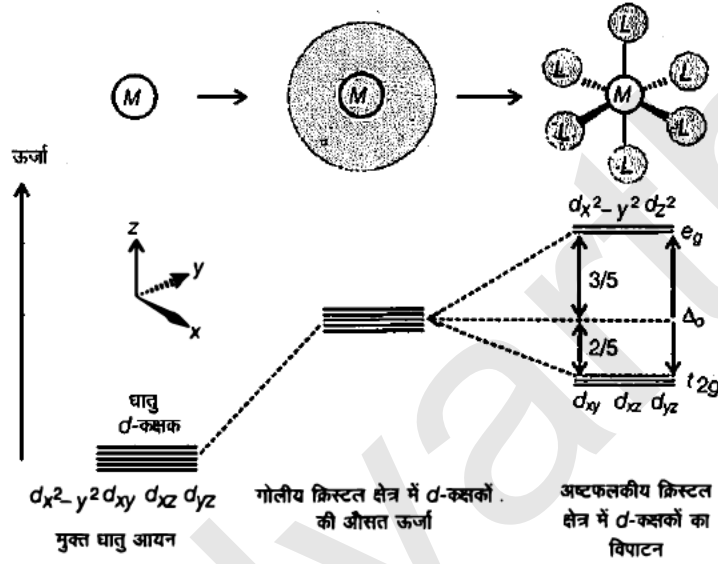 M
M
L
L
L
M
L
L
L
ऊर्जा
z
y
x
dx²– y² dz²
eg
3/5
Δo
2/5
t2g
dxy dxz dyz
धातु
d-कक्षक
dx²– y² dxy dxz dyz
मुक्त धातु आयन
गोलीय क्रिस्टल क्षेत्र में d-कक्षकों
की औसत ऊर्जा
अष्टफलकीय क्रिस्टल
क्षेत्र में d-कक्षकों का
विपाटन